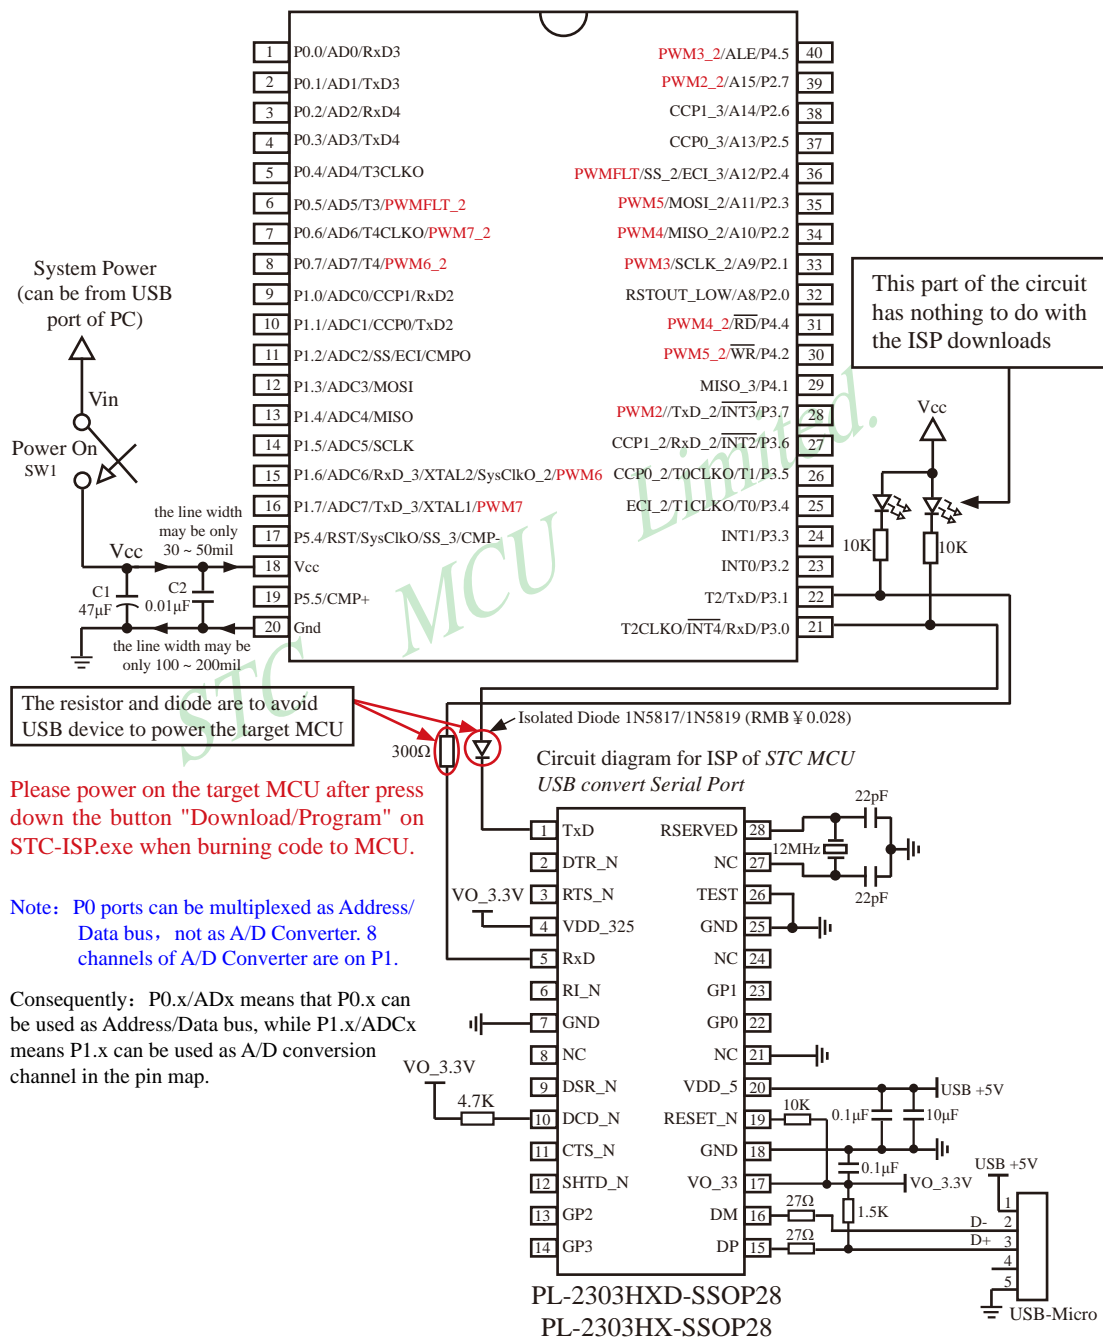 1 P0.0/AD0/RxD3
2 P0.1/AD1/TxD3
3 P0.2/AD2/RxD4
4 P0.3/AD3/TxD4
5 P0.4/AD4/T3CLKO
6 P0.5/AD5/T3/PWMFLT_2
7 P0.6/AD6/T4CLKO/PWM7_2
8 P0.7/AD7/T4/PWM6_2
9 P1.0/ADC0/CCP1/RxD2
10 P1.1/ADC1/CCP0/TxD2
11 P1.2/ADC2/SS/ECI/CMPO
12 P1.3/ADC3/MOSI
13 P1.4/ADC4/MISO
14 P1.5/ADC5/SCLK
15 P1.6/ADC6/RxD_3/XTAL2/SysClkO_2/PWM6
16 P1.7/ADC7/TxD_3/XTAL1/PWM7
17 P5.4/RST/SysClkO/SS_3/CMP-
18 Vcc
19 P5.5/CMP+
20 Gnd
PWM3_2/ALE/P4.5 40
PWM2_2/A15/P2.7 39
CCP1_3/A14/P2.6 38
CCP0_3/A13/P2.5 37
PWMFLT/SS_2/ECI_3/A12/P2.4 36
PWM5/MOSI_2/A11/P2.3 35
PWM4/MISO_2/A10/P2.2 34
PWM3/SCLK_2/A9/P2.1 33
RSTOUT_LOW/A8/P2.0 32
PWM4_2/RD/P4.4 31
PWM5_2/WR/P4.2 30
MISO_3/P4.1 29
PWM2//TxD_2/INT3/P3.7 28
CCP1_2/RxD_2/INT2/P3.6 27
CCP0_2/T0CLKO/T1/P3.5 26
ECI_2/T1CLKO/T0/P3.4 25
INT1/P3.3 24
INT0/P3.2 23
T2/TxD/P3.1 22
T2CLKO/INT4/RxD/P3.0 21
System Power
(can be from USB
port of PC)
Vin
Power On
SW1
Vcc
the line width
may be only
30 ~ 50mil
C1
47μF
C2
0.01μF
the line width may be
only 100 ~ 200mil
This part of the circuit
has nothing to do with
the ISP downloads
Vcc
10K
10K
STC MCU Limited.
The resistor and diode are to avoid
USB device to power the target MCU
300Ω
Isolated Diode 1N5817/1N5819 (RMB ¥ 0.028)
Circuit diagram for ISP of STC MCU
USB convert Serial Port
Please power on the target MCU after press
down the button "Download/Program" on
STC-ISP.exe when burning code to MCU.
Note：P0 ports can be multiplexed as Address/
Data bus，not as A/D Converter. 8
channels of A/D Converter are on P1.
Consequently：P0.x/ADx means that P0.x can
be used as Address/Data bus, while P1.x/ADCx
means P1.x can be used as A/D conversion
channel in the pin map.
VO_3.3V
VO_3.3V
4.7K
1 TxD
2 DTR_N
3 RTS_N
4 VDD_325
5 RxD
6 RI_N
7 GND
8 NC
9 DSR_N
10 DCD_N
11 CTS_N
12 SHTD_N
13 GP2
14 GP3
RSERVED 28
NC 27
TEST 26
GND 25
NC 24
GP1 23
GP0 22
NC 21
VDD_5 20
RESET_N 19
GND 18
VO_33 17
DM 16
DP 15
22pF
12MHz
22pF
USB +5V
10K
0.1μF
10μF
0.1μF
VO_3.3V
USB +5V
27Ω
1.5K
27Ω
D-
D+
1
2
3
4
5
USB-Micro
PL-2303HXD-SSOP28
PL-2303HX-SSOP28